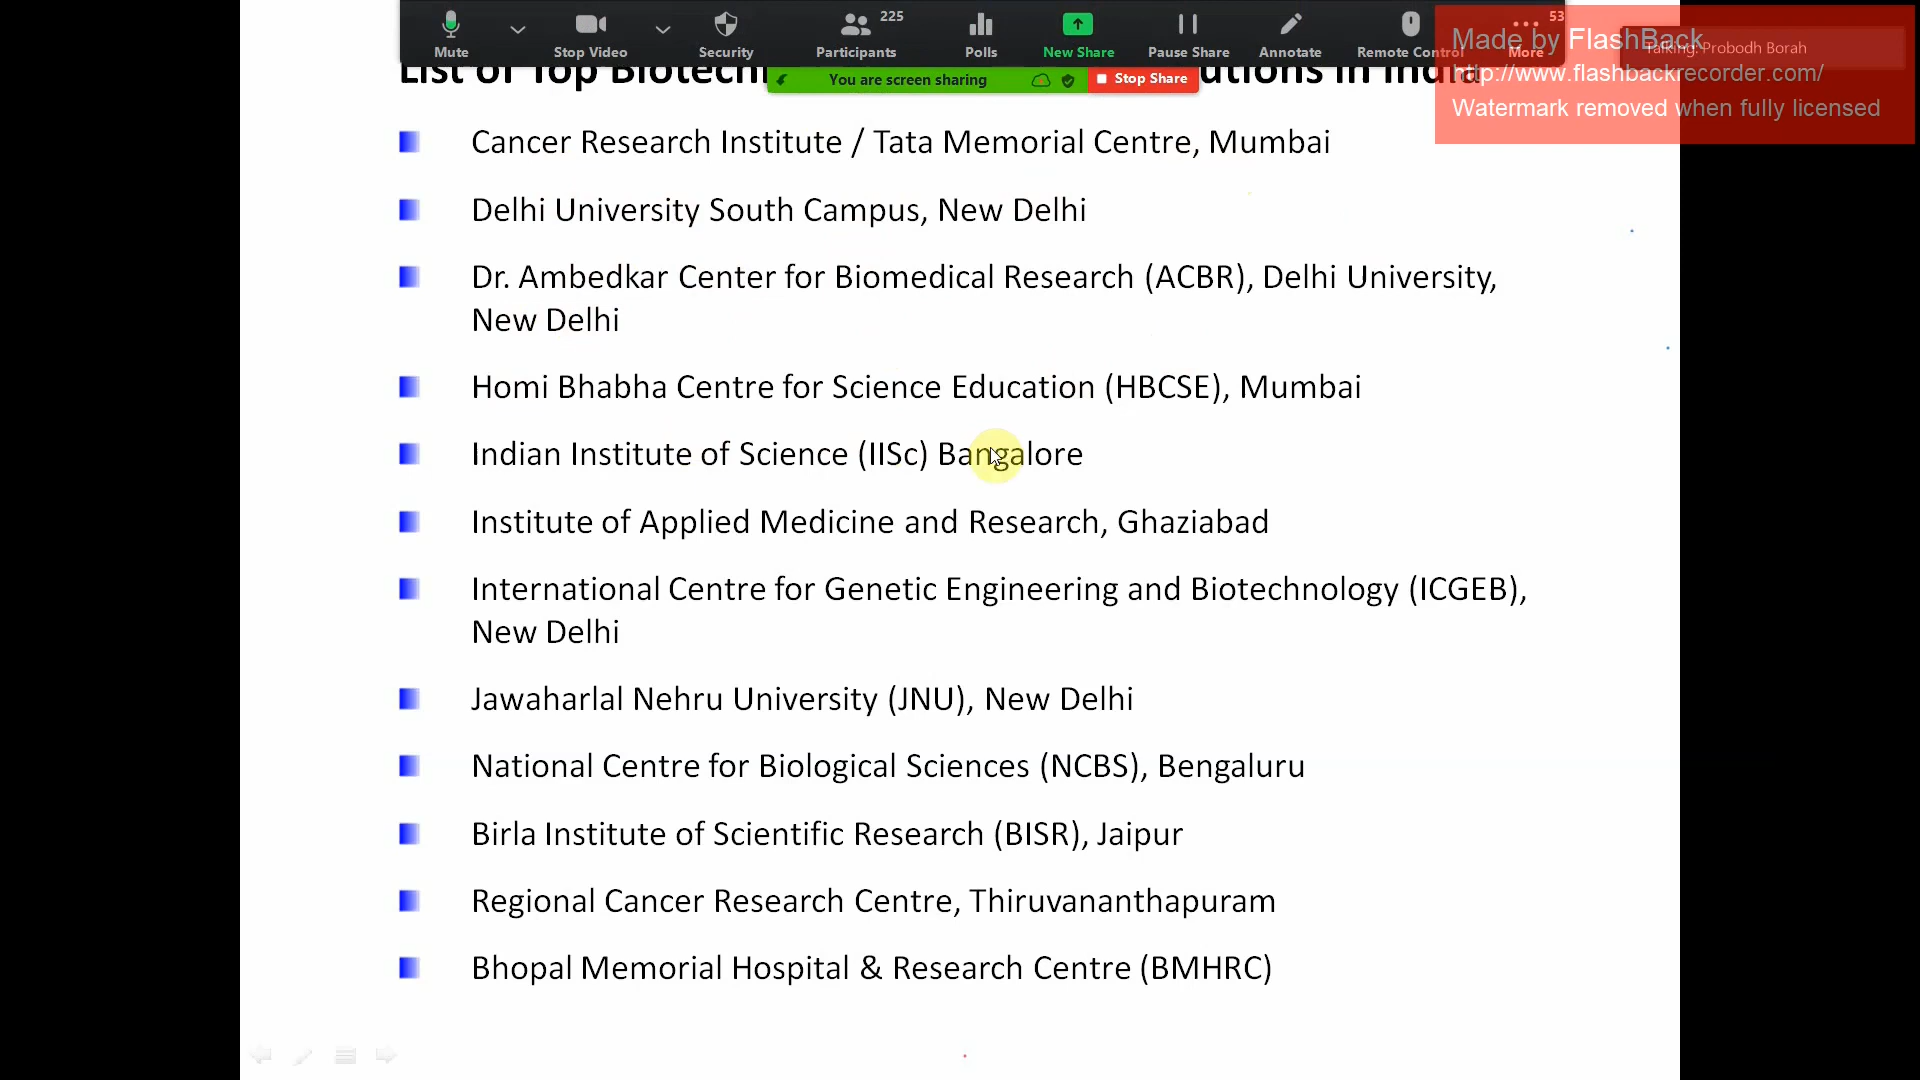 225
53
Mute
Stop Video
Security
Participants
Polls
New Share
Pause Share
Annotate
Remote Control
More
Made by FlashBack
Talking: Probodh Borah
http://www.flashbackrecorder.com/
Watermark removed when fully licensed
You are screen sharing
Stop Share
List of Top in India
Cancer Research Institute / Tata Memorial Centre, Mumbai
Delhi University South Campus, New Delhi
Dr. Ambedkar Center for Biomedical Research (ACBR), Delhi University,
New Delhi
Homi Bhabha Centre for Science Education (HBCSE), Mumbai
Indian Institute of Science (IISc) Bangalore
Institute of Applied Medicine and Research, Ghaziabad
International Centre for Genetic Engineering and Biotechnology (ICGEB),
New Delhi
Jawaharlal Nehru University (JNU), New Delhi
National Centre for Biological Sciences (NCBS), Bengaluru
Birla Institute of Scientific Research (BISR), Jaipur
Regional Cancer Research Centre, Thiruvananthapuram
Bhopal Memorial Hospital & Research Centre (BMHRC)